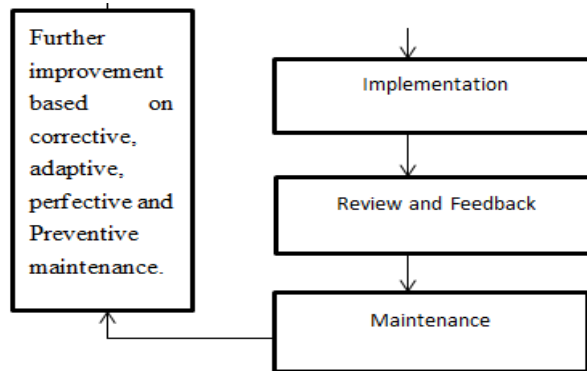 Further
improvement
based on
corrective,
adaptive,
perfective and
Preventive
maintenance.
Implementation
Review and Feedback
Maintenance